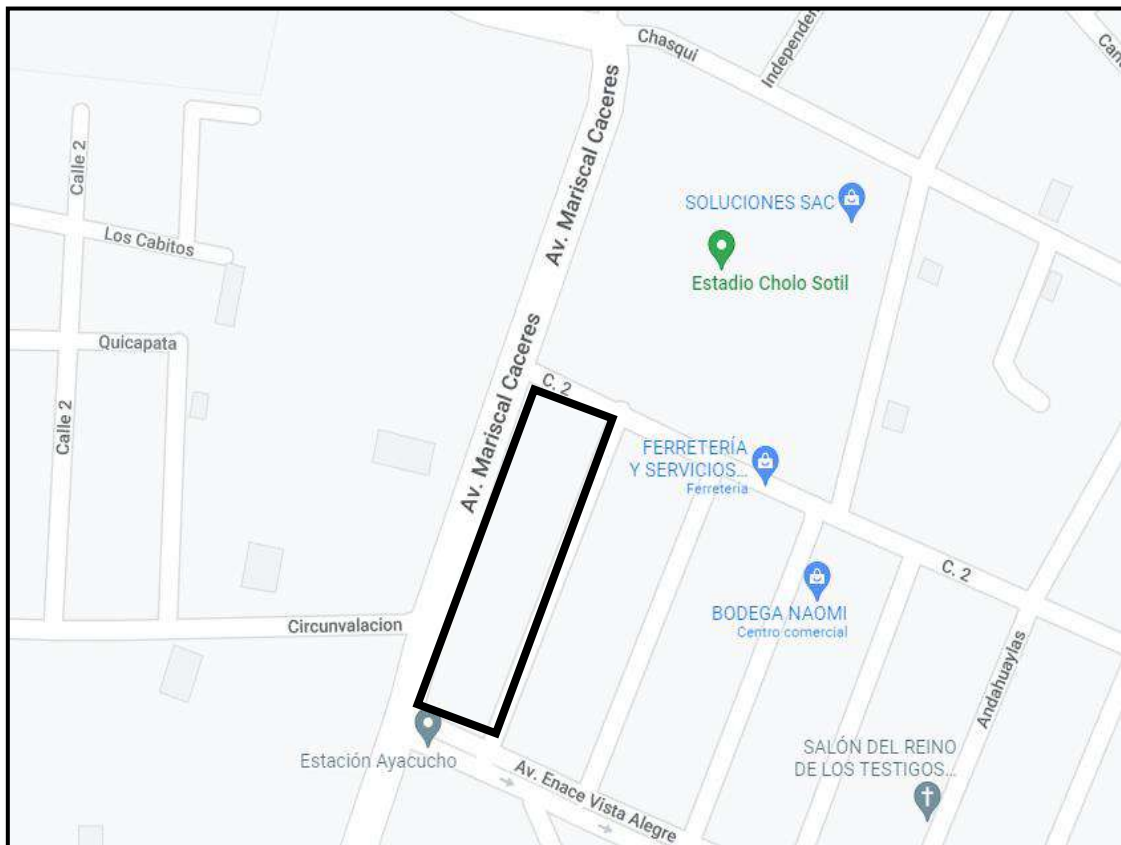 Chasqui
Independen
Can
Av. Mariscal Caceres
Calle 2
Los Cabitos
SOLUCIONES SAC
Estadio Cholo Sotil
Quicapata
Av. Mariscal Caceres
C. 2
Calle 2
FERRETERÍA
Y SERVICIOS...
Ferretería
C. 2
BODEGA NAOMI
Centro comercial
Circunvalacion
Andahuaylas
Estación Ayacucho
SALÓN DEL REINO
DE LOS TESTIGOS...
Av. Enace Vista Alegre